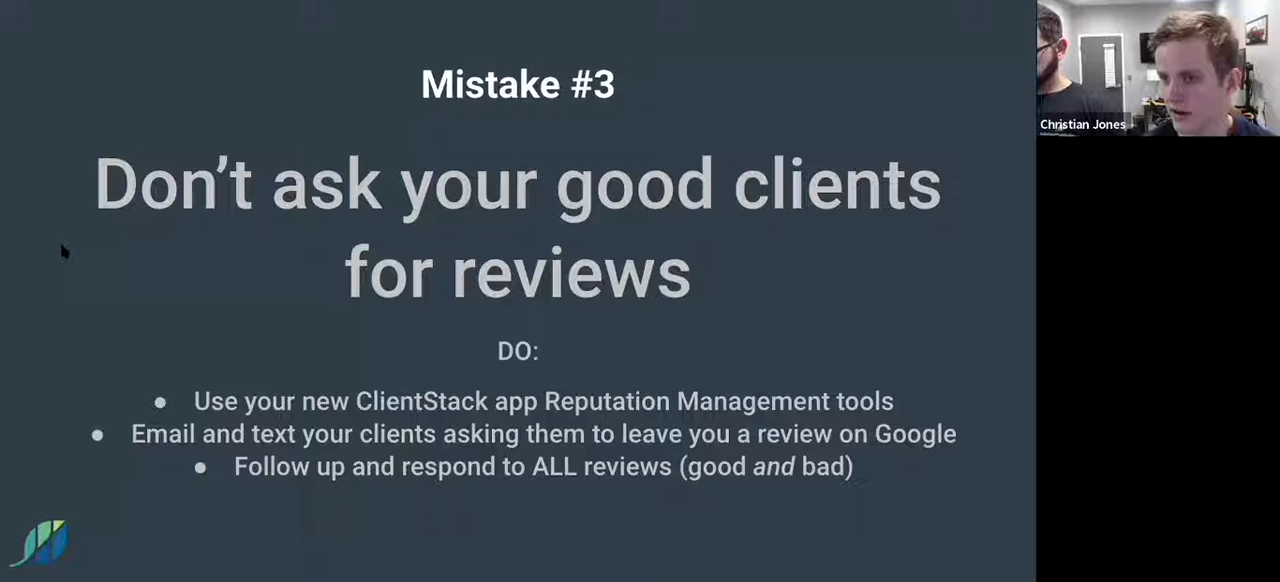 Mistake #3
Don’t ask your good clients
for reviews
DO:
● Use your new ClientStack app Reputation Management tools
● Email and text your clients asking them to leave you a review on Google
● Follow up and respond to ALL reviews (good and bad)
Christian Jones